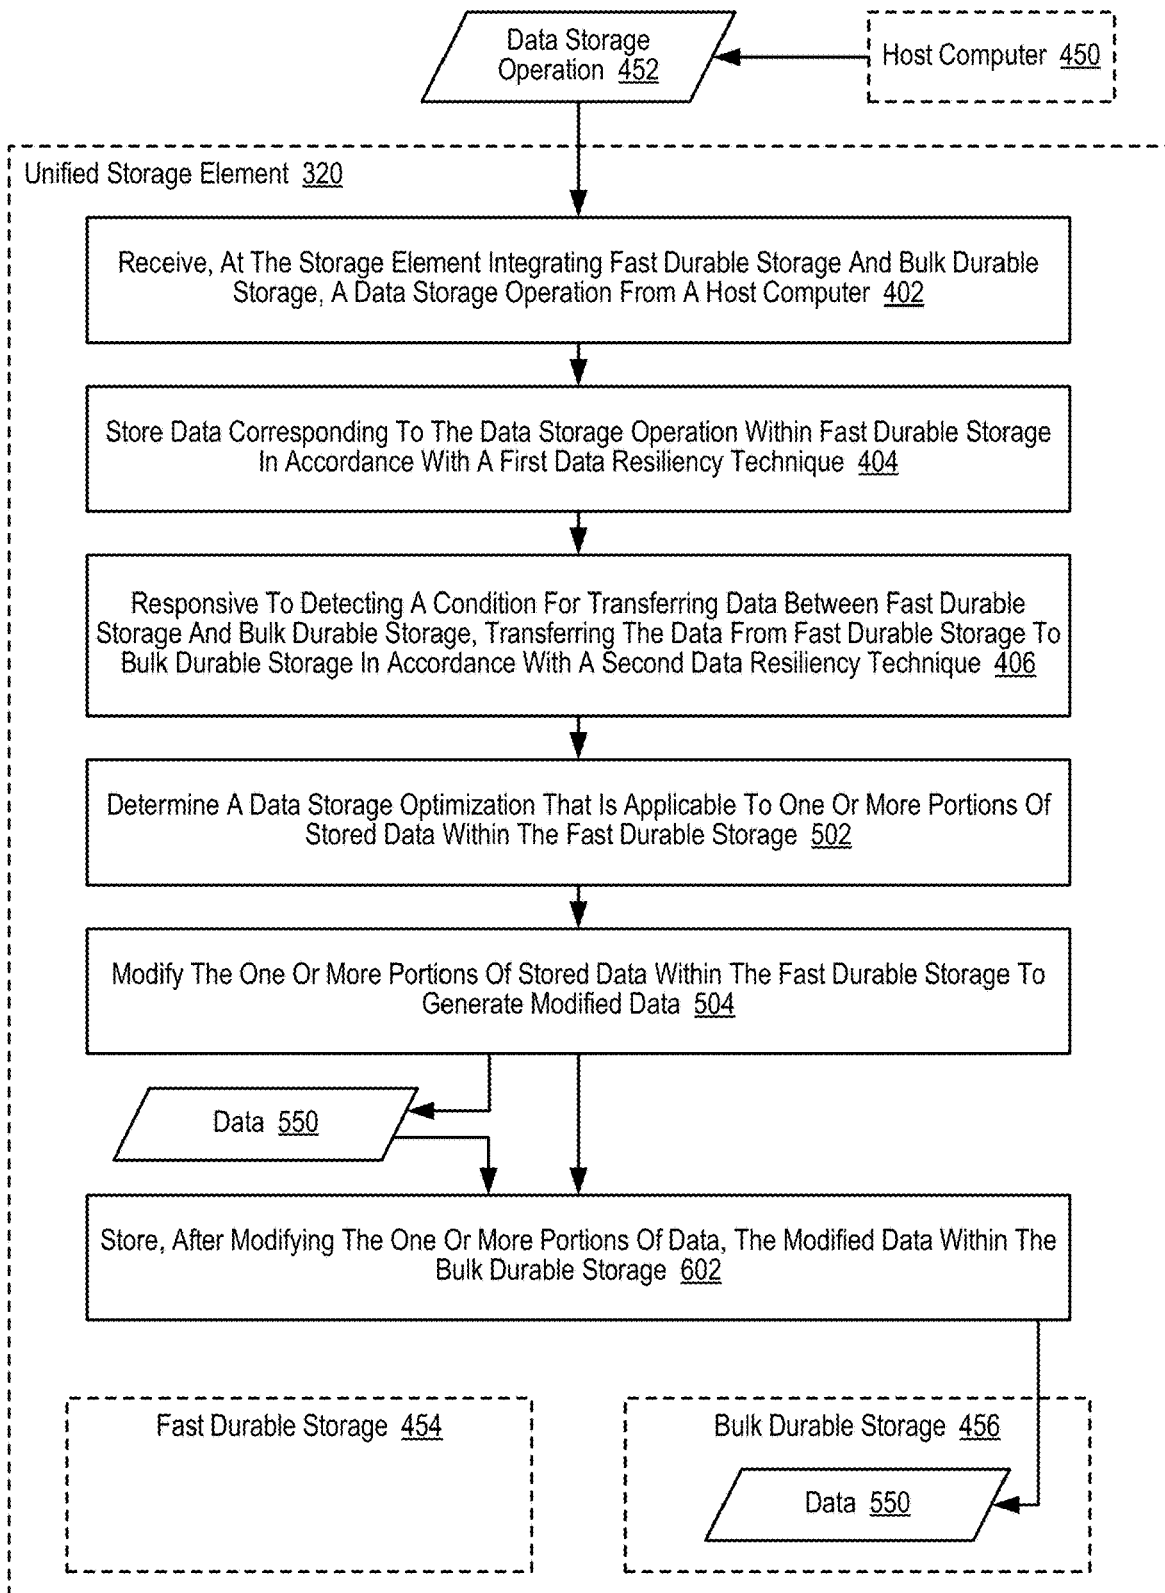 Data Storage
Operation 452
Host Computer 450
Unified Storage Element 320
Receive, At The Storage Element Integrating Fast Durable Storage And Bulk Durable
Storage, A Data Storage Operation From A Host Computer 402
Store Data Corresponding To The Data Storage Operation Within Fast Durable Storage
In Accordance With A First Data Resiliency Technique 404
Responsive To Detecting A Condition For Transferring Data Between Fast Durable
Storage And Bulk Durable Storage, Transferring The Data From Fast Durable Storage To
Bulk Durable Storage In Accordance With A Second Data Resiliency Technique 406
Determine A Data Storage Optimization That Is Applicable To One Or More Portions Of
Stored Data Within The Fast Durable Storage 502
Modify The One Or More Portions Of Stored Data Within The Fast Durable Storage To
Generate Modified Data 504
Data 550
Store, After Modifying The One Or More Portions Of Data, The Modified Data Within The
Bulk Durable Storage 602
Fast Durable Storage 454
Bulk Durable Storage 456
Data 550